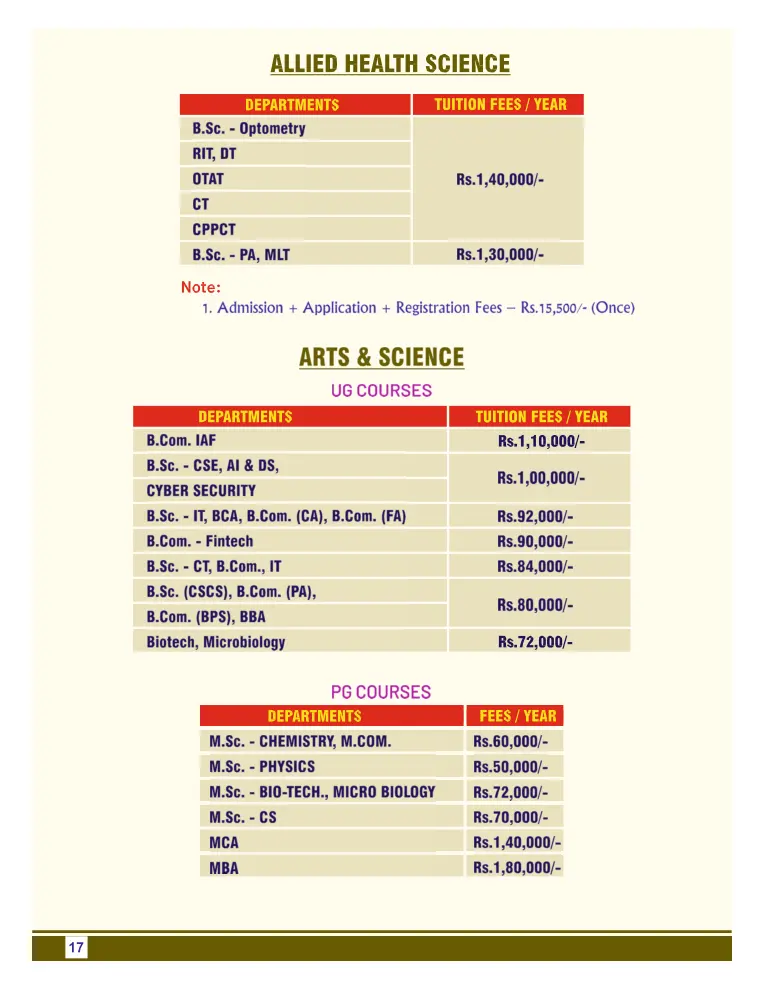 ALLIED HEALTH SCIENCE
DEPARTMENTS TUITION FEES / YEAR
B.Sc. - Optometry
RIT, DT
OTAT Rs.1,40,000/-
CT
CPPCT
B.Sc. - PA, MLT Rs.1,30,000/-
Note:
1. Admission + Application + Registration Fees – Rs.15,500/- (Once)
ARTS & SCIENCE
UG COURSES
DEPARTMENTS TUITION FEES / YEAR
B.Com. IAF Rs.1,10,000/-
B.Sc. - CSE, AI & DS,
Rs.1,00,000/-
CYBER SECURITY
B.Sc. - IT, BCA, B.Com. (CA), B.Com. (FA) Rs.92,000/-
B.Com. - Fintech Rs.90,000/-
B.Sc. - CT, B.Com., IT Rs.84,000/-
B.Sc. (CSCS), B.Com. (PA),
Rs.80,000/-
B.Com. (BPS), BBA
Biotech, Microbiology Rs.72,000/-
PG COURSES
DEPARTMENTS FEES / YEAR
M.Sc. - CHEMISTRY, M.COM. Rs.60,000/-
M.Sc. - PHYSICS Rs.50,000/-
M.Sc. - BIO-TECH., MICRO BIOLOGY Rs.72,000/-
M.Sc. - CS Rs.70,000/-
MCA Rs.1,40,000/-
MBA Rs.1,80,000/-
17